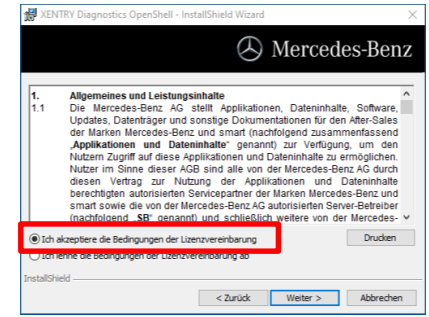 XENTRY Diagnostics OpenShell - InstallShield Wizard
Mercedes-Benz
1. Allgemeines und Leistungsinhalte
1.1 Die Mercedes-Benz AG stellt Applikationen, Dateninhalte, Software,
Updates, Datenträger und sonstige Dokumentationen für den After-Sales
der Marken Mercedes-Benz und smart (nachfolgend zusammenfassend
„Applikationen und Dateninhalte“ genannt) zur Verfügung, um den
Nutzern Zugriff auf diese Applikationen und Dateninhalte zu ermöglichen.
Nutzer im Sinne dieser AGB sind alle von der Mercedes-Benz AG durch
diesen Vertrag zur Nutzung der Applikationen und Dateninhalte
berechtigten autorisierten Servicepartner der Marken Mercedes-Benz und
smart sowie die von der Mercedes-Benz AG autorisierten Server-Betreiber
(nachfolgend „SB“ genannt) und schließlich weitere von der Mercedes-
Ich akzeptiere die Bedingungen der Lizenzvereinbarung
Drucken
Ich lehne die Bedingungen der Lizenzvereinbarung ab
InstallShield
< Zurück
Weiter >
Abbrechen